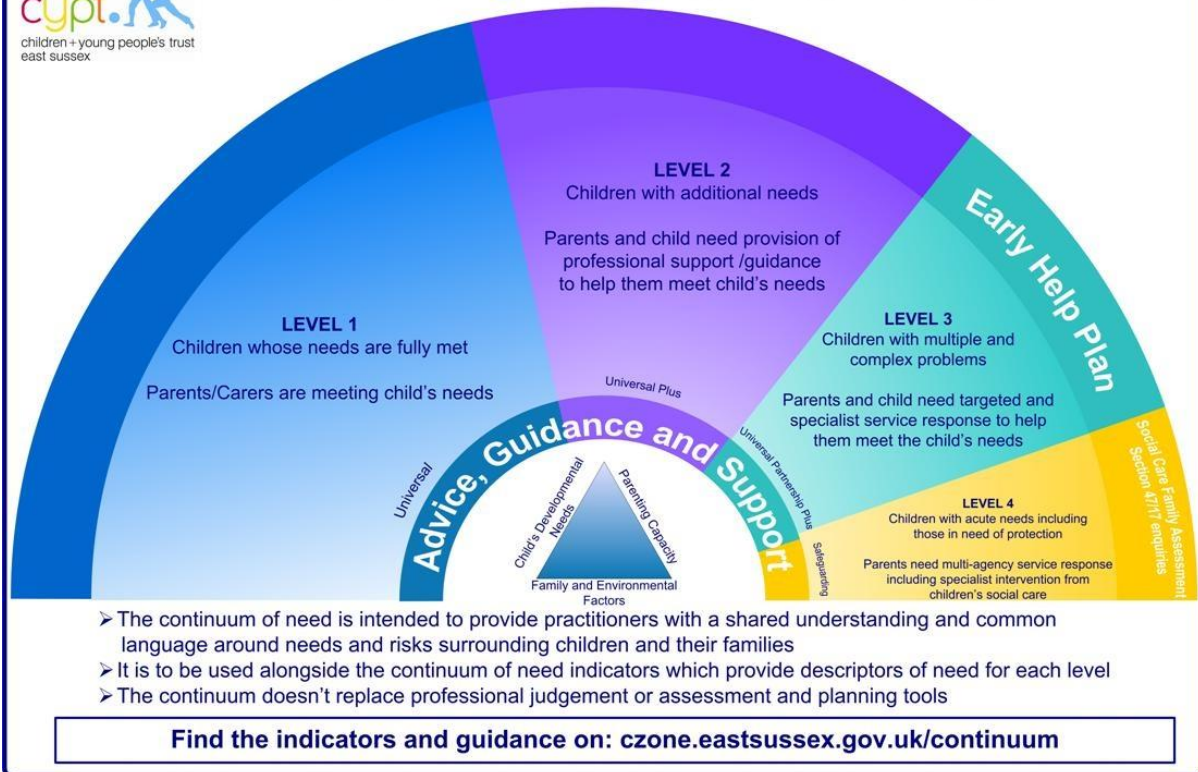 cypt.
children + young people's trust
east sussex
LEVEL 1
Children whose needs are fully met
Parents/Carers are meeting child's needs
LEVEL 2
Children with additional needs
Parents and child need provision of
professional support /guidance
to help them meet child's needs
LEVEL 3
Children with multiple and
complex problems
Parents and child need targeted and
specialist service response to help
them meet the child's needs
LEVEL 4
Children with acute needs including
those in need of protection
Parents need multi-agency service response
including specialist intervention from
children's social care
Early Help Plan
Social Care Family Assessment
Section 47/17 enquiries
Universal
Universal Plus
Universal Partnership Plus
Safeguarding
Advice, Guidance and Support
Child's Developmental
Needs
Parenting Capacity
Family and Environmental
Factors
➢ The continuum of need is intended to provide practitioners with a shared understanding and common
language around needs and risks surrounding children and their families
➢ It is to be used alongside the continuum of need indicators which provide descriptors of need for each level
➢ The continuum doesn't replace professional judgement or assessment and planning tools
Find the indicators and guidance on: czone.eastsussex.gov.uk/continuum